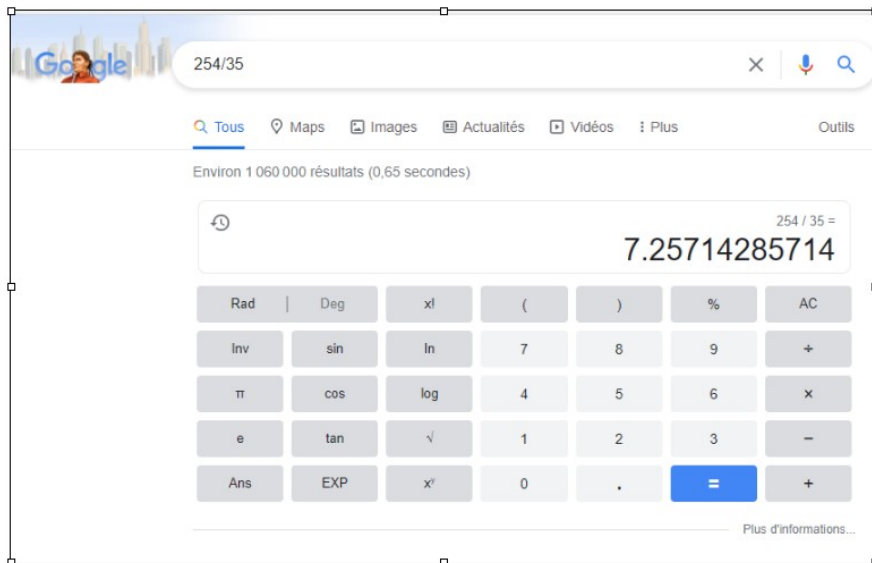 Google
254/35
Tous Maps Images Actualités Vidéos Plus Outils
Environ 1 060 000 résultats (0,65 secondes)
254 / 35 =
7.25714285714
Rad | Deg x! ( ) % AC
Inv sin ln 7 8 9 ÷
π cos log 4 5 6 ×
e tan √ 1 2 3 −
Ans EXP xʸ 0 . = +
Plus d'informations...